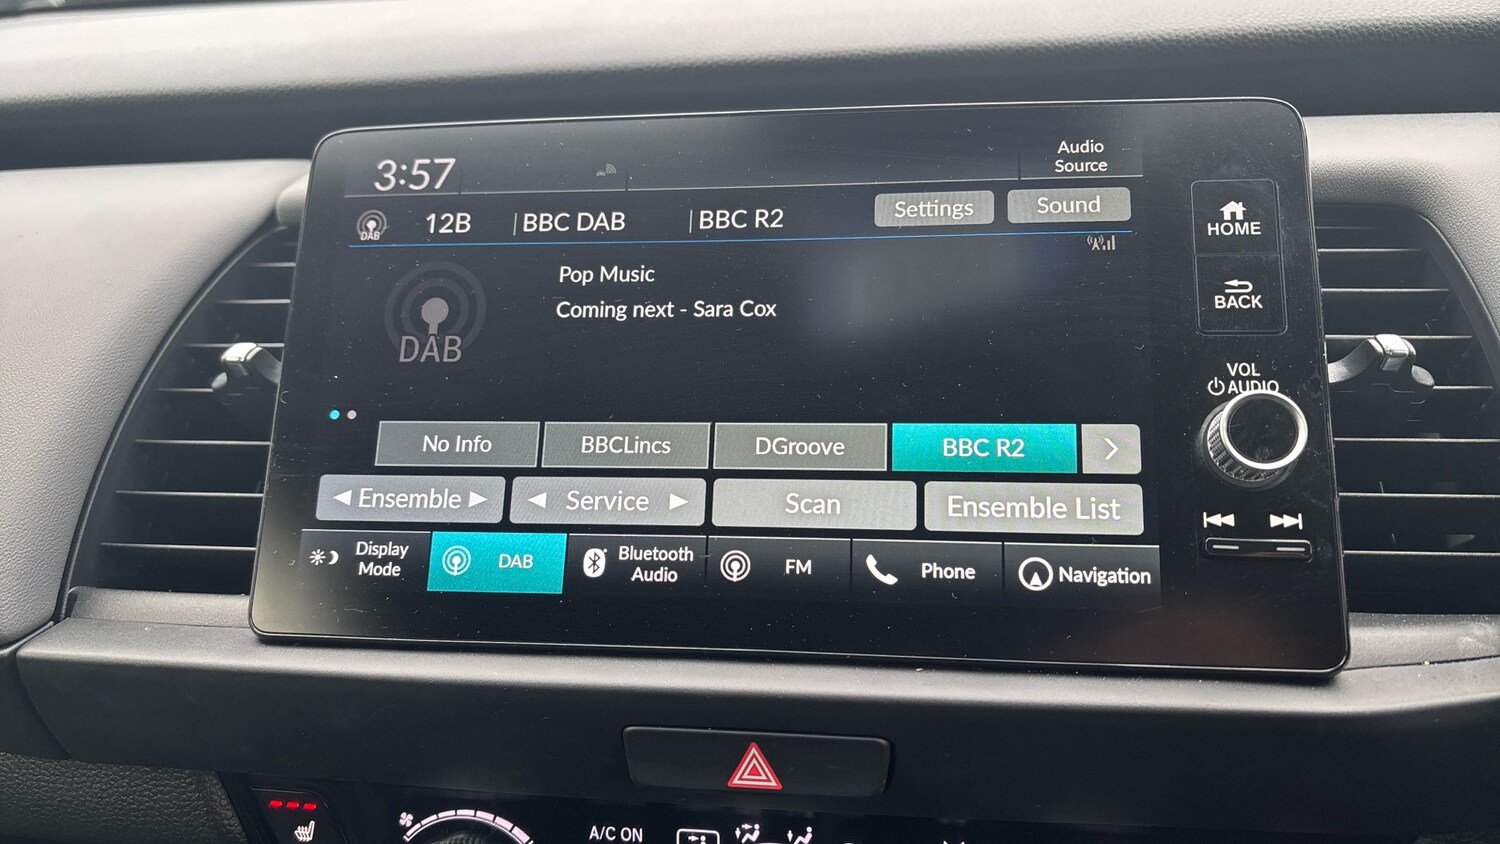 3:57
Audio
Source
DAB
12B
BBC DAB
BBC R2
Settings
Sound
HOME
BACK
Pop Music
Coming next - Sara Cox
DAB
VOL
AUDIO
No Info
BBCLincs
DGroove
BBC R2
Ensemble
Service
Scan
Ensemble List
Display
Mode
DAB
Bluetooth
Audio
FM
Phone
Navigation
A/C ON